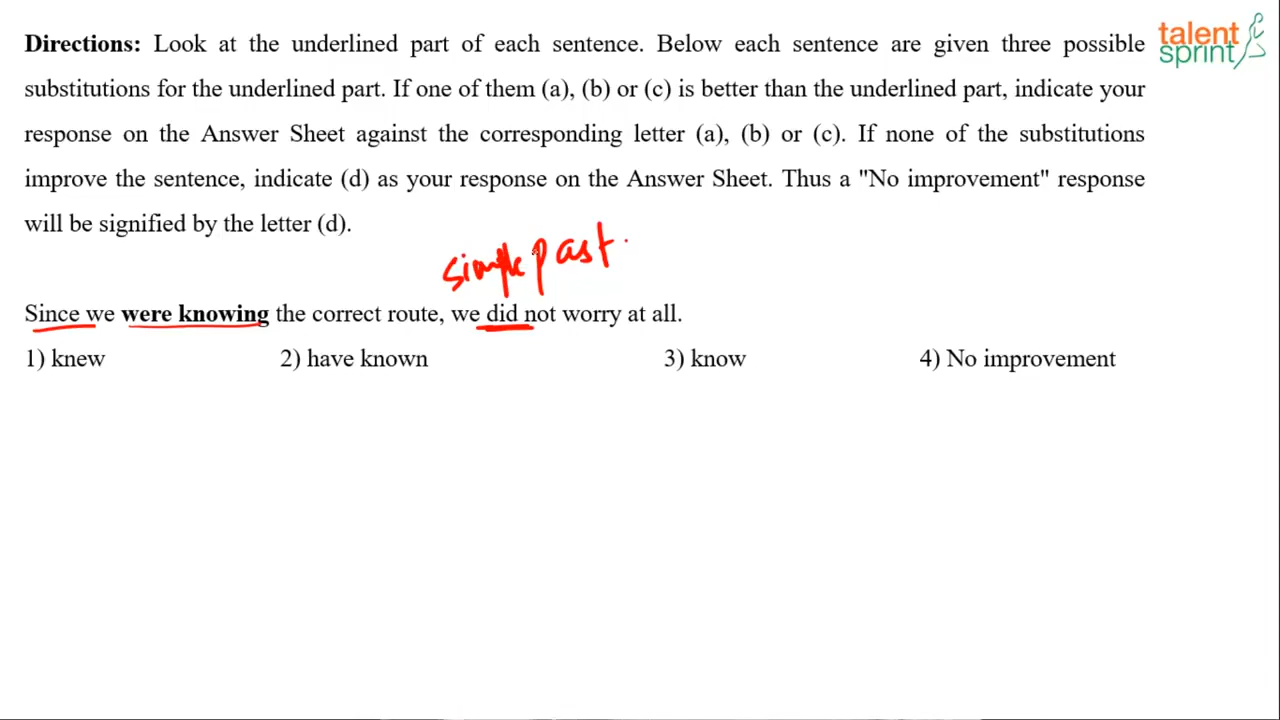 talent
sprint
Directions: Look at the underlined part of each sentence. Below each sentence are given three possible
substitutions for the underlined part. If one of them (a), (b) or (c) is better than the underlined part, indicate your
response on the Answer Sheet against the corresponding letter (a), (b) or (c). If none of the substitutions
improve the sentence, indicate (d) as your response on the Answer Sheet. Thus a "No improvement" response
will be signified by the letter (d).
simple past.
Since we were knowing the correct route, we did not worry at all.
1) knew 2) have known 3) know 4) No improvement